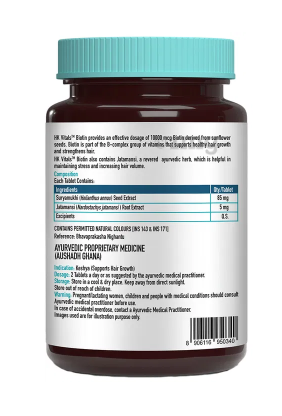 HK Vitals™ Biotin provides an effective dosage of 10000 mcg Biotin derived from sunflower
seeds. Biotin is part of the B-complex group of vitamins that supports healthy hair growth
and strengthens hair.
HK Vitals™ Biotin also contains Jatamansi, a revered ayurvedic herb, which is helpful in
maintaining stress and increasing hair volume.
Composition
Each Tablet Contains:
Ingredients Qty/Tablet
Suryamukhi (Helianthus annus) Seed Extract 85 mg
Jatamansi (Nardostachys jatamansi) Root Extract 5 mg
Excipients Q.S.
CONTAINS PERMITTED NATURAL COLOURS (INS 140 & INS 171)
Reference: Bhavaprakasha Nighantu
AYURVEDIC PROPRIETARY MEDICINE
(AUSHADH GHANA)
Indication: Keshya (Supports Hair Growth)
Dosage: 2 Tablets a day or as suggested by the ayurvedic medical practitioner.
Storage: Store in a cool & dry place. Keep away from direct sunlight.
Store out of reach of children.
Warning: Pregnant/lactating women, children and people with medical conditions should consult
Ayurvedic medical practitioner before use.
In case of accidental overdose, contact a Ayurvedic Medical Practitioner.
Images used are for illustration purpose only.
8 906116 950340